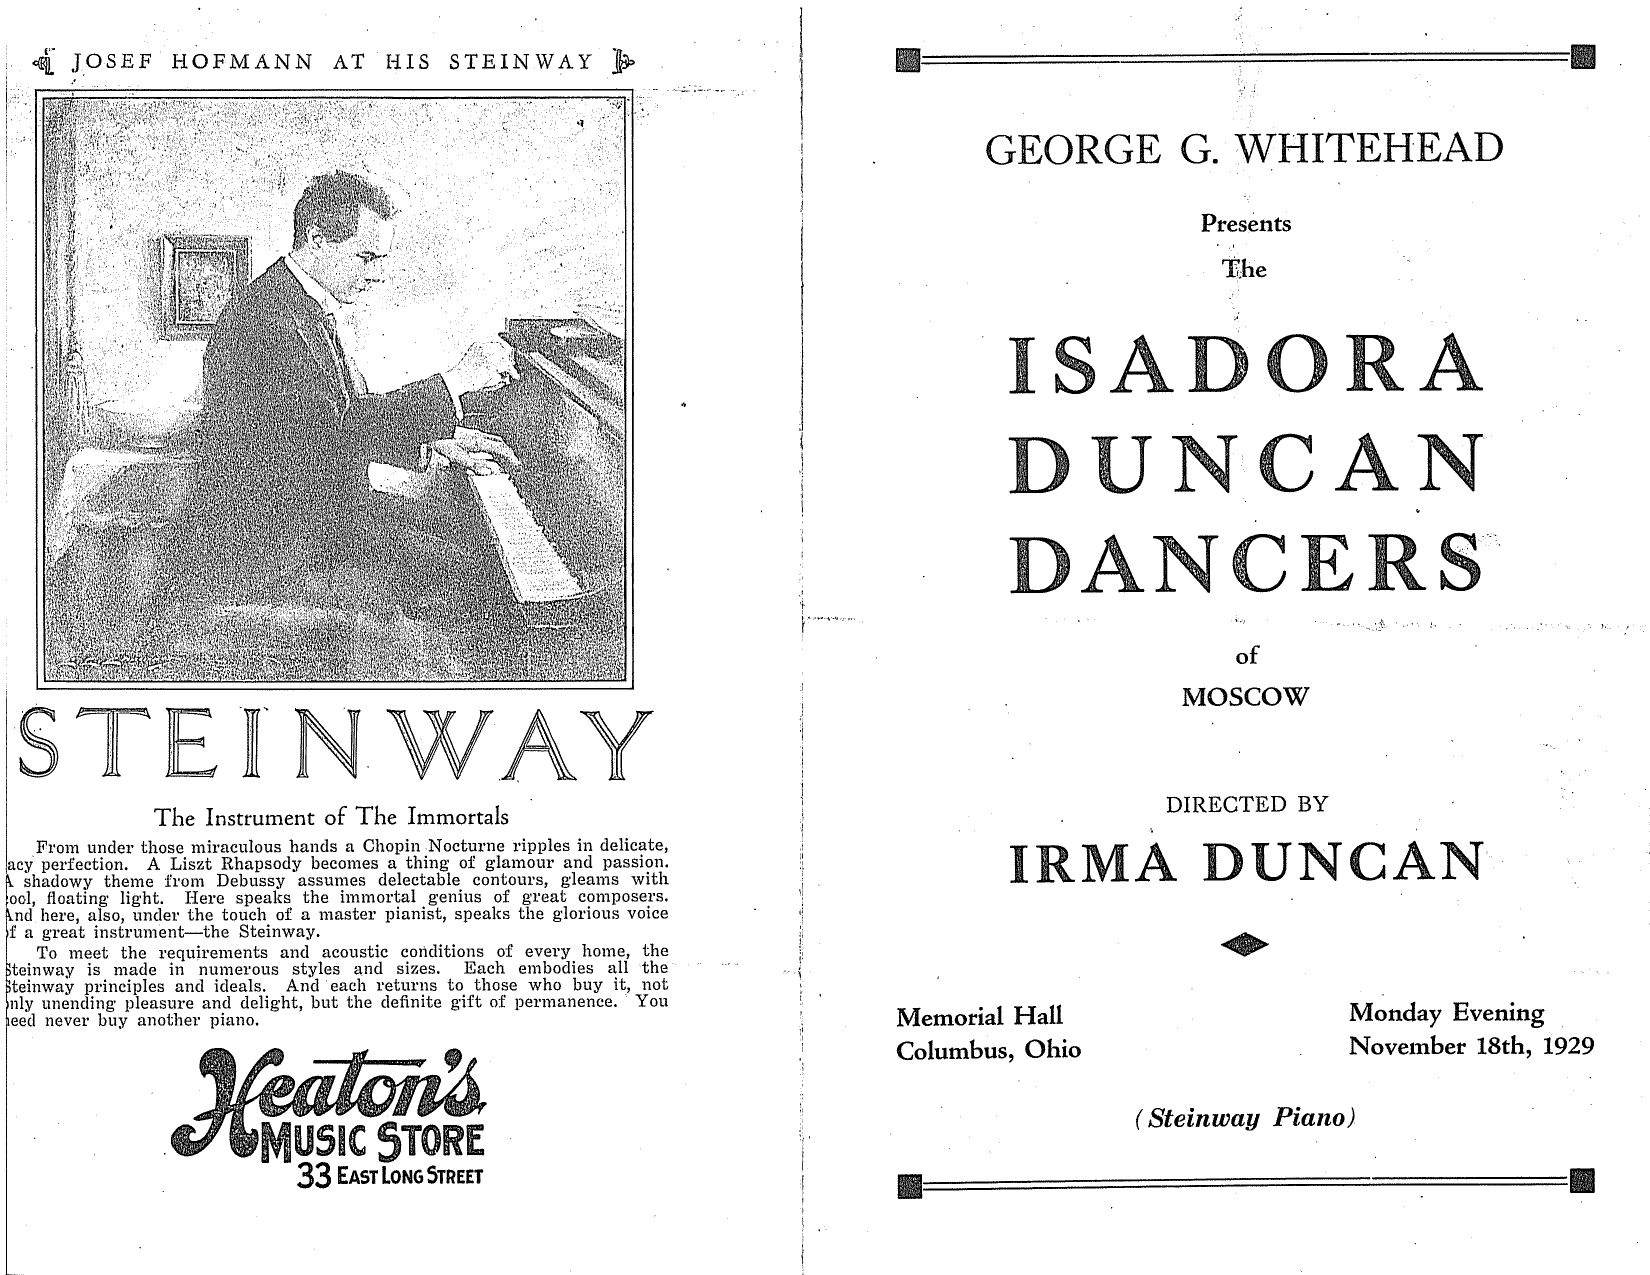 JOSEF HOFMANN AT HIS STEINWAY
STEINWAY
The Instrument of The Immortals
From under those miraculous hands a Chopin Nocturne ripples in delicate,
acy perfection. A Liszt Rhapsody becomes a thing of glamour and passion.
A shadowy theme from Debussy assumes delectable contours, gleams with
ool, floating light. Here speaks the immortal genius of great composers.
And here, also, under the touch of a master pianist, speaks the glorious voice
of a great instrument—the Steinway.
To meet the requirements and acoustic conditions of every home, the
Steinway is made in numerous styles and sizes. Each embodies all the
Steinway principles and ideals. And each returns to those who buy it, not
only unending pleasure and delight, but the definite gift of permanence. You
need never buy another piano.
Heaton's
MUSIC STORE
33 EAST LONG STREET
GEORGE G. WHITEHEAD
Presents
The
ISADORA
DUNCAN
DANCERS
of
MOSCOW
DIRECTED BY
IRMA DUNCAN
Memorial Hall
Columbus, Ohio
Monday Evening
November 18th, 1929
(Steinway Piano)